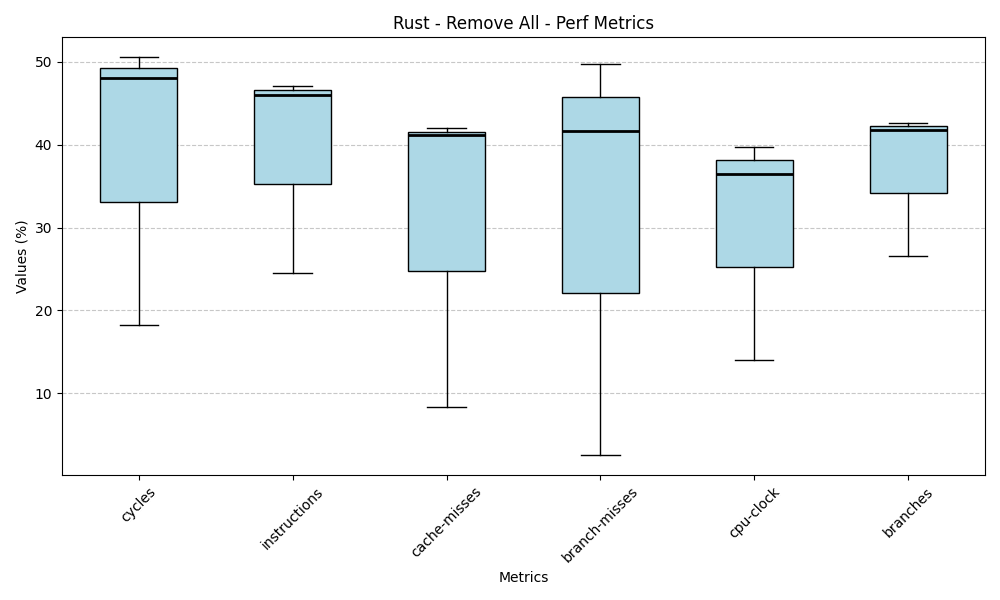 Rust - Remove All - Perf Metrics
Values (%)
50
40
30
20
10
cycles
instructions
cache-misses
branch-misses
cpu-clock
branches
Metrics